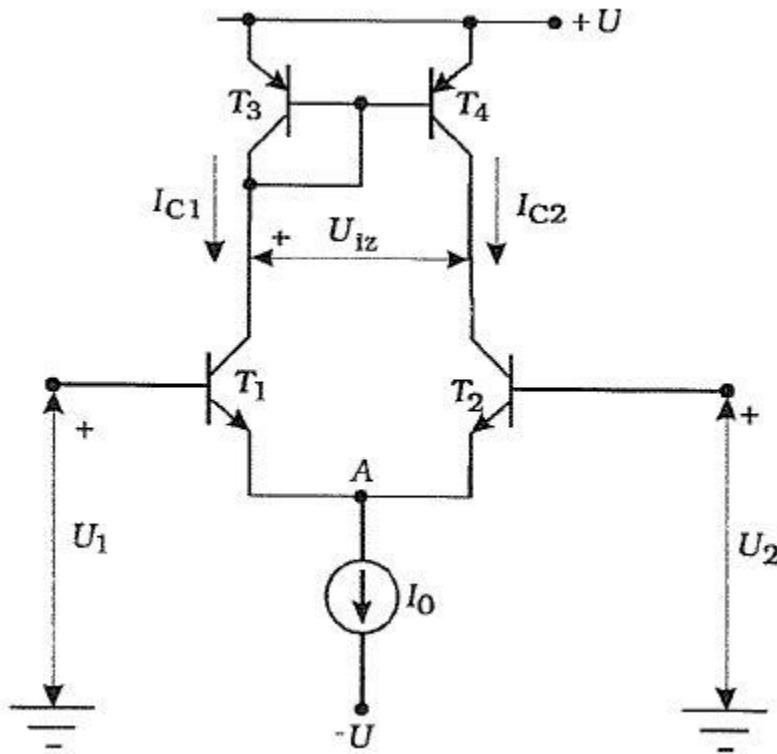 +U
T3 T4
IC1 + Uiz IC2
T1 T2
+ +
A
U1 U2
I0
- -
-U